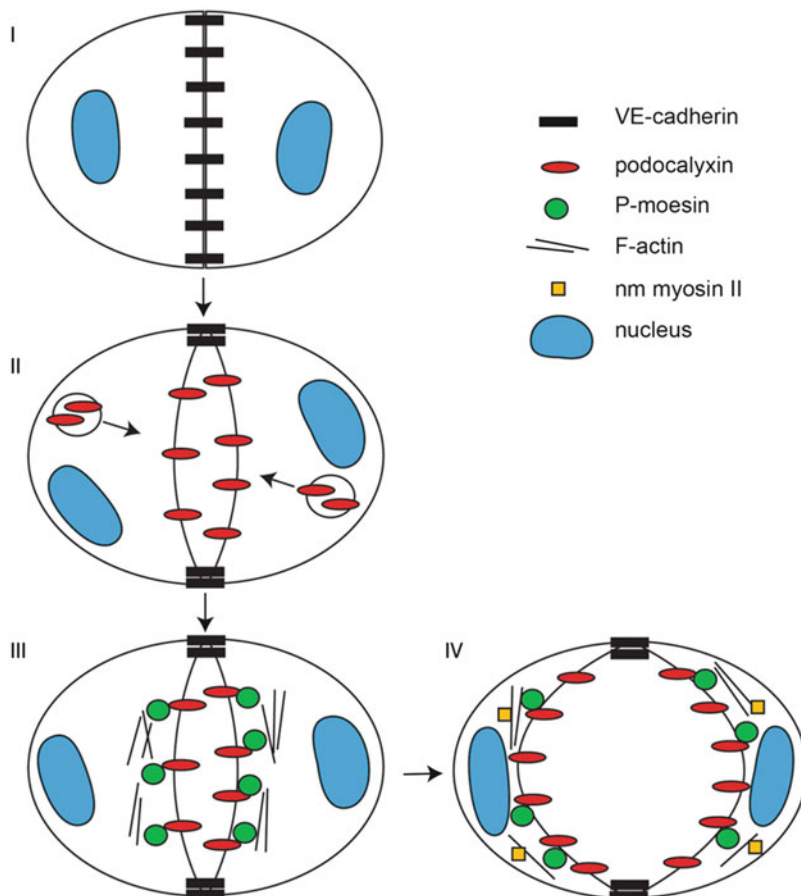 I
VE-cadherin
podocalyxin
P-moesin
F-actin
nm myosin II
nucleus
II
III
IV